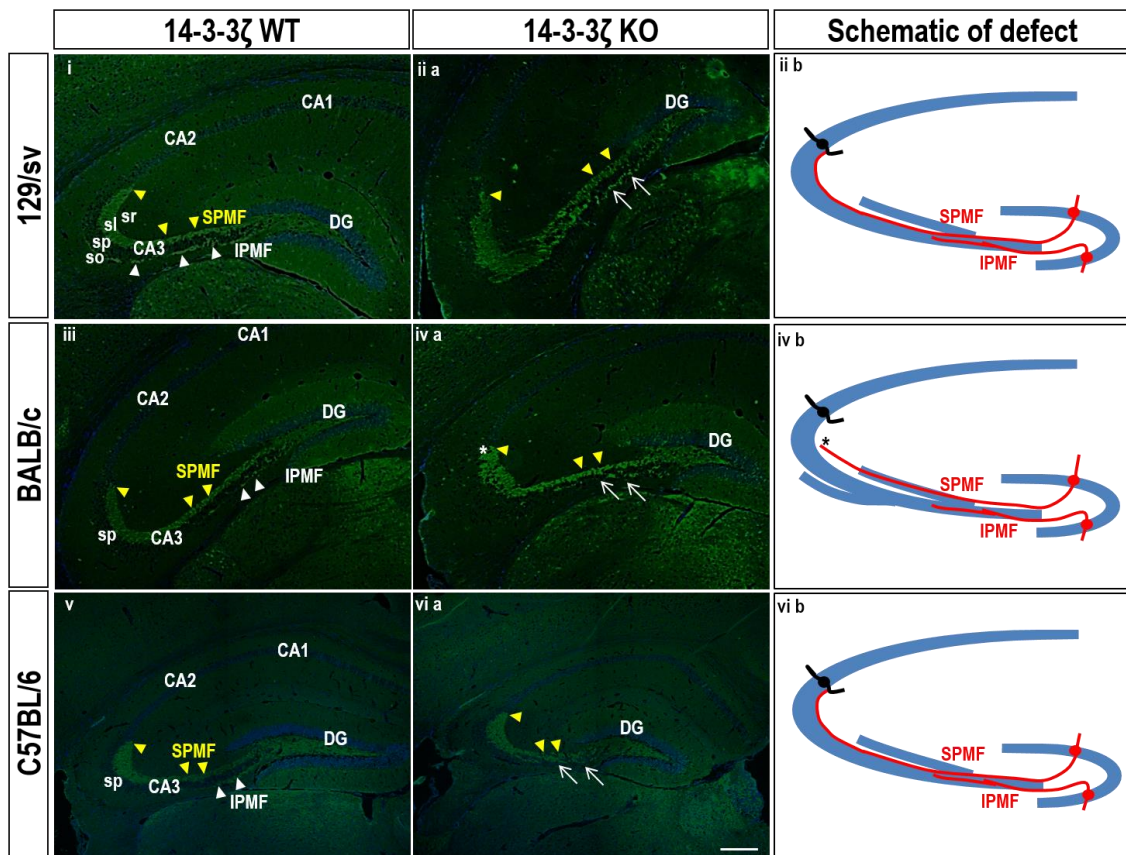 14-3-3ζ WT
14-3-3ζ KO
Schematic of defect
129/sv
i
CA1
CA2
sr
sl
sp
so
SPMF
CA3
DG
IPMF
ii a
DG
ii b
SPMF
IPMF
BALB/c
iii
CA1
CA2
DG
SPMF
IPMF
sp
CA3
iv a
*
DG
iv b
*
SPMF
IPMF
C57BL/6
v
CA1
CA2
SPMF
DG
sp
CA3
IPMF
vi a
DG
vi b
SPMF
IPMF